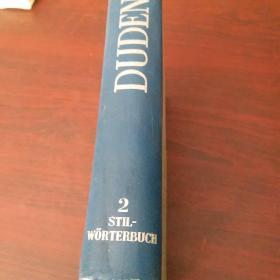 DUDEN
2
STIL-
WÖRTERBUCH